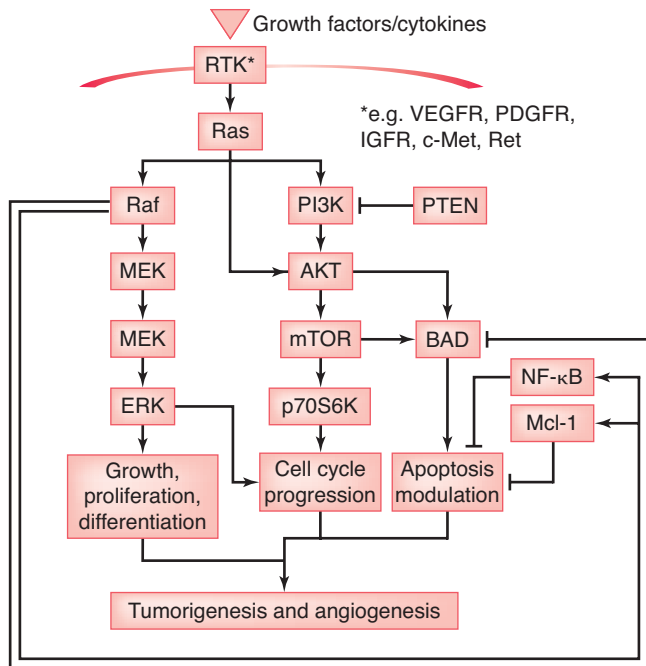 Growth factors/cytokines
RTK*
*e.g. VEGFR, PDGFR,
IGFR, c-Met, Ret
Ras
Raf
PI3K
PTEN
MEK
AKT
MEK
mTOR
BAD
NF-κB
ERK
p70S6K
Mcl-1
Growth,
proliferation,
differentiation
Cell cycle
progression
Apoptosis
modulation
Tumorigenesis and angiogenesis